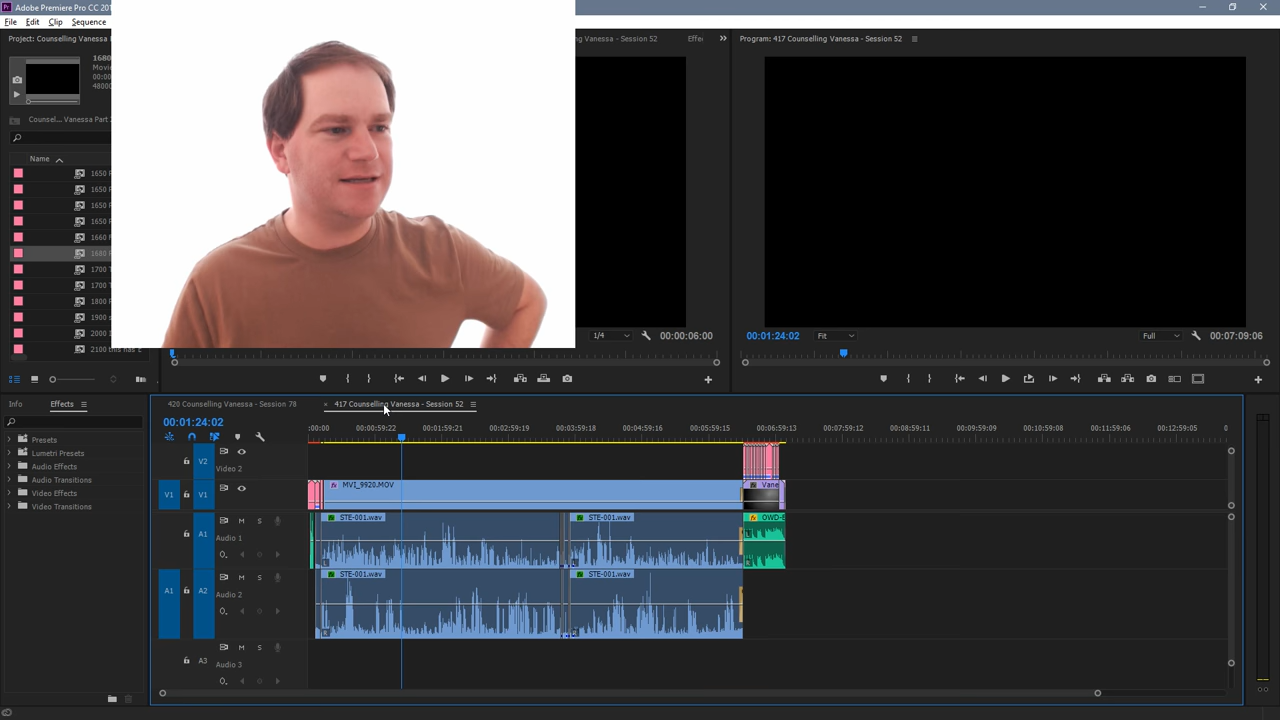 Adobe Premiere Pro CC 201
File Edit Clip Sequence
Project: Counselling Vanessa
ng Vanessa - Session 52
Effec
Program: 417 Counselling Vanessa - Session 52
1680
Movi
00:00
48000
Counsel... Vanessa Part
Name
1650
1650
1650
1650
1660
1680
1700
1700
1800
1900
2000
2100 this has
1/4
00:00:06:00
00:01:24:02
Fit
Full
00:07:09:06
Info
Effects
Presets
Lumetri Presets
Audio Effects
Audio Transitions
Video Effects
Video Transitions
420 Counselling Vanessa - Session 78
× 417 Counselling Vanessa - Session 52
00:01:24:02
:00:00 00:00:59:22 00:01:59:21 00:02:59:19 00:03:59:18 00:04:59:16 00:05:59:15 00:06:59:13 00:07:59:12 00:08:59:11 00:09:59:09 00:10:59:08 00:11:59:06 00:12:59:05 0
V2
Video 2
V1 V1
MVI_9920.MOV
Vane
A1 M S
Audio 1
STE-001.wav
STE-001.wav
OWD-E
A1 A2 M S
Audio 2
STE-001.wav
STE-001.wav
A3 M S
Audio 3